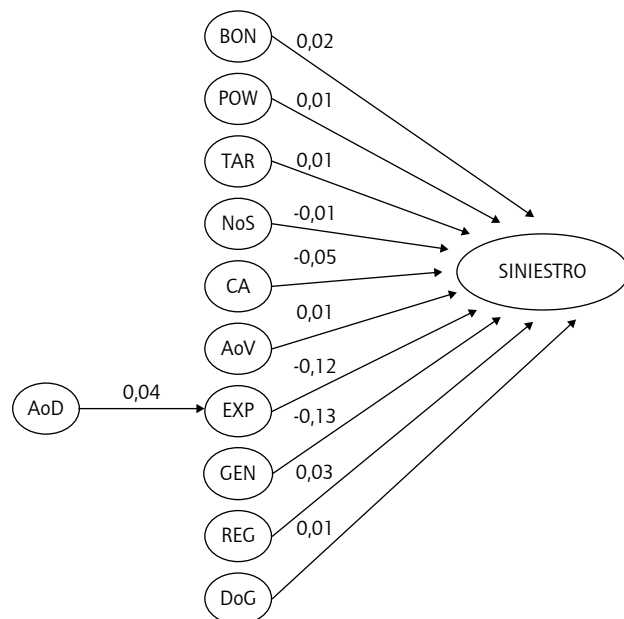 BON
0,02
POW
0,01
TAR
0,01
NoS
-0,01
CA
-0,05
SINIESTRO
AoV
0,01
AoD
0,04
EXP
-0,12
GEN
-0,13
REG
0,03
DoG
0,01